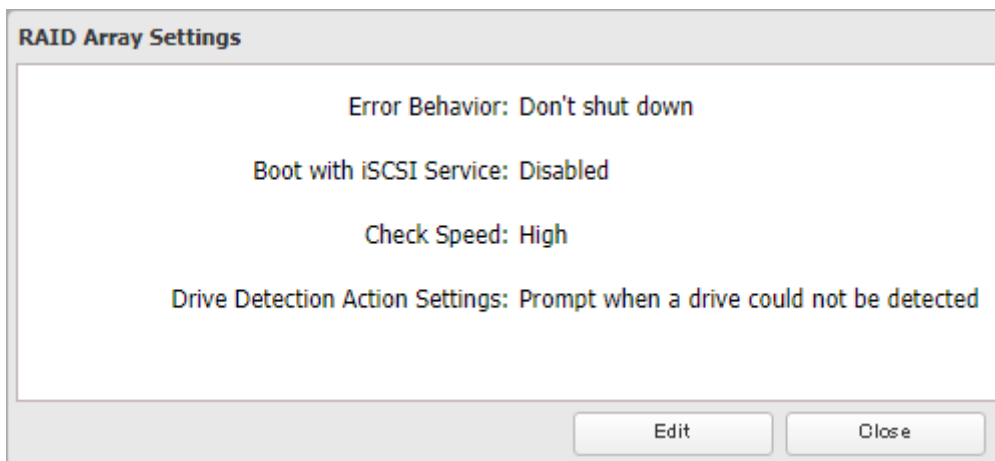 RAID Array Settings
Error Behavior: Don't shut down
Boot with iSCSI Service: Disabled
Check Speed: High
Drive Detection Action Settings: Prompt when a drive could not be detected
Edit
Close